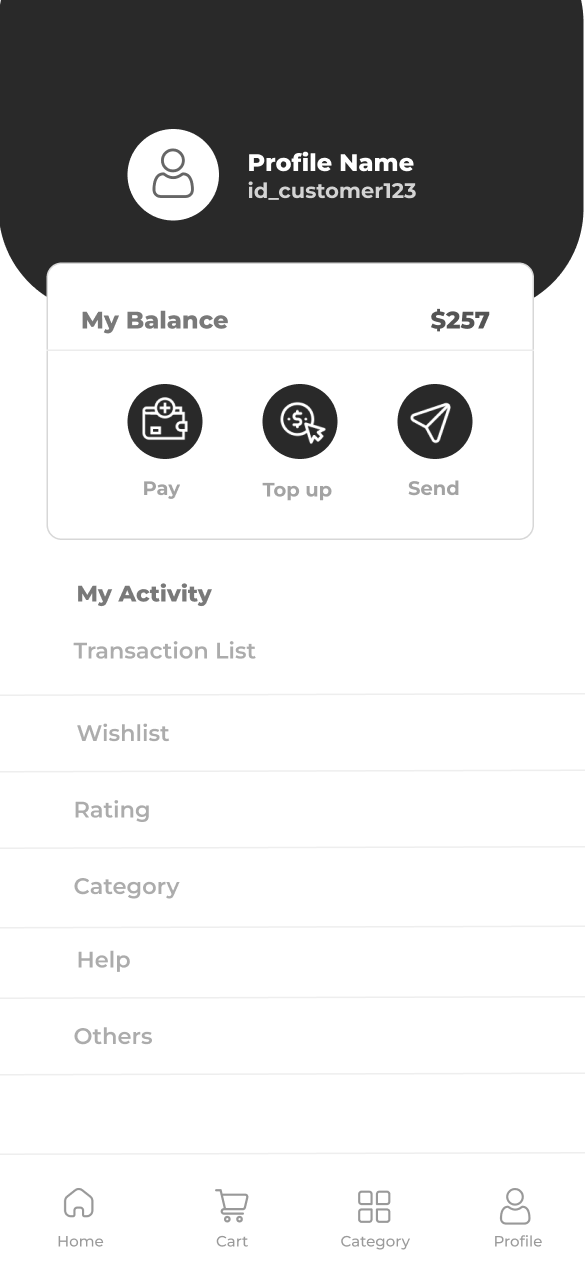 Profile Name
id_customer123
My Balance $257
Pay Top up Send
My Activity
Transaction List
Wishlist
Rating
Category
Help
Others
Home Cart Category Profile